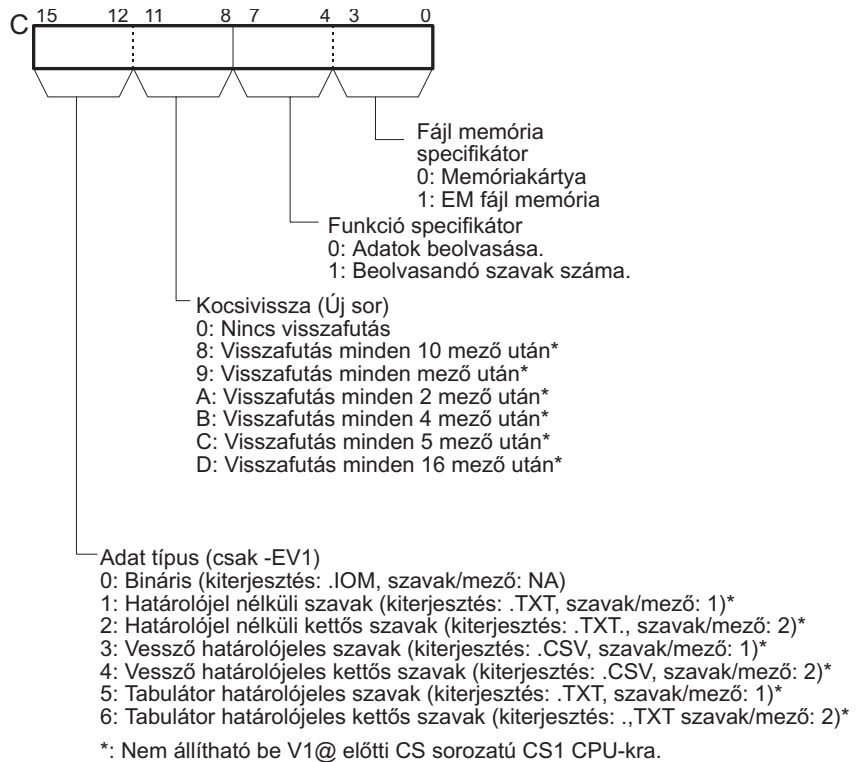 C
15 12 11 8 7 4 3 0
Fájl memória
specifikátor
0: Memóriakártya
1: EM fájl memória
Funkció specifikátor
0: Adatok beolvasása.
1: Beolvasandó szavak száma.
Kocsivissza (Új sor)
0: Nincs visszafutás
8: Visszafutás minden 10 mező után*
9: Visszafutás minden mező után*
A: Visszafutás minden 2 mező után*
B: Visszafutás minden 4 mező után*
C: Visszafutás minden 5 mező után*
D: Visszafutás minden 16 mező után*
Adat típus (csak -EV1)
0: Bináris (kiterjesztés: .IOM, szavak/mező: NA)
1: Határolójel nélküli szavak (kiterjesztés: .TXT, szavak/mező: 1)*
2: Határolójel nélküli kettős szavak (kiterjesztés: .TXT., szavak/mező: 2)*
3: Vessző határolójeles szavak (kiterjesztés: .CSV, szavak/mező: 1)*
4: Vessző határolójeles kettős szavak (kiterjesztés: .CSV, szavak/mező: 2)*
5: Tabulátor határolójeles szavak (kiterjesztés: .TXT, szavak/mező: 1)*
6: Tabulátor határolójeles kettős szavak (kiterjesztés: .,TXT szavak/mező: 2)*
*: Nem állítható be V1@ előtti CS sorozatú CS1 CPU-kra.